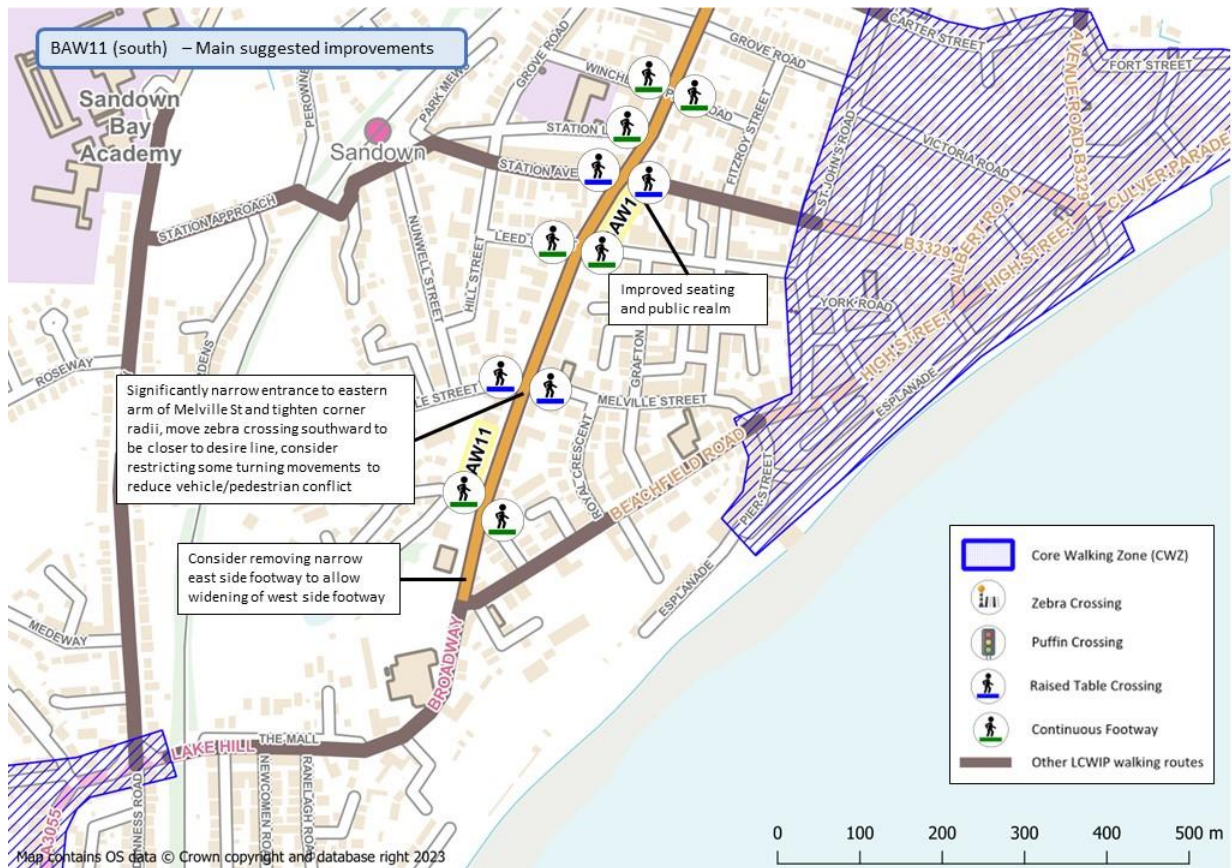 BAW11 (south) – Main suggested improvements
CARTER STREET
AVENUE ROAD B3329
FORT STREET
GROVE ROAD
GROVE ROAD
PARK MEWS
Sandown
Bay
Academy
Sandown
STATION AVE
FITZROY STREET
ST. JOHN'S ROAD
VICTORIA ROAD
CULVER PARADE
STATION APPROACH
NUNWELL STREET
HILL STREET
AW1
B3329
ALBERT ROAD
HIGH STREET
Improved seating
and public realm
YORK ROAD
GRAFTON
HIGH STREET
ESPLANADE
ROSEWAY
DENS
LE STREET
MELVILLE STREET
Significantly narrow entrance to eastern
arm of Melville St and tighten corner
radii, move zebra crossing southward to
be closer to desire line, consider
restricting some turning movements to
reduce vehicle/pedestrian conflict
AW11
ROYAL CRESCENT
BEACHFIELD ROAD
PIER STREET
Consider removing narrow
east side footway to allow
widening of west side footway
ESPLANADE
MEDEWAY
BROADWAY
LAKE HILL
THE MALL
NEWCOMEN ROAD
RANELAGH ROAD
NNESS ROAD
A3055
Core Walking Zone (CWZ)
Zebra Crossing
Puffin Crossing
Raised Table Crossing
Continuous Footway
Other LCWIP walking routes
0 100 200 300 400 500 m
Map contains OS data © Crown copyright and database right 2023